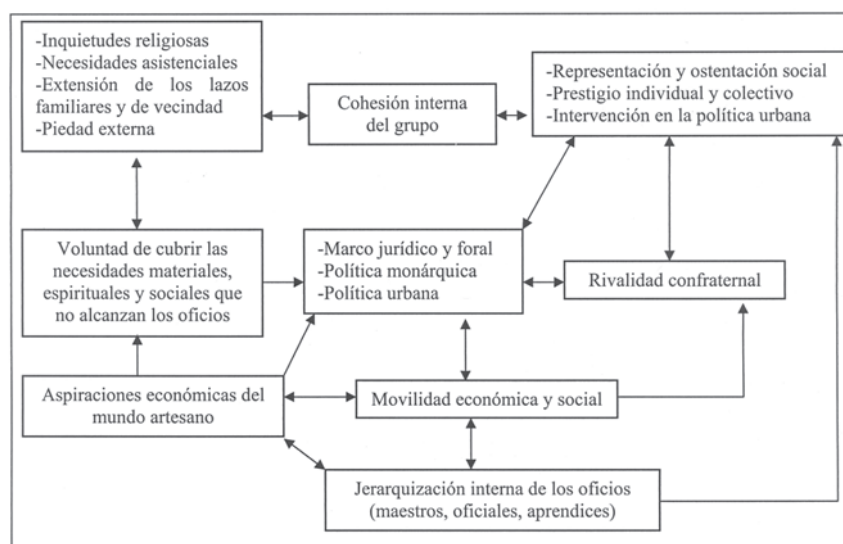 -Inquietudes religiosas
-Necesidades asistenciales
-Extensión de los lazos
familiares y de vecindad
-Piedad externa
Cohesión interna
del grupo
-Representación y ostentación social
-Prestigio individual y colectivo
-Intervención en la política urbana
Voluntad de cubrir las
necesidades materiales,
espirituales y sociales que
no alcanzan los oficios
-Marco jurídico y foral
-Política monárquica
-Política urbana
Rivalidad confraternal
Aspiraciones económicas del
mundo artesano
Movilidad económica y social
Jerarquización interna de los oficios
(maestros, oficiales, aprendices)